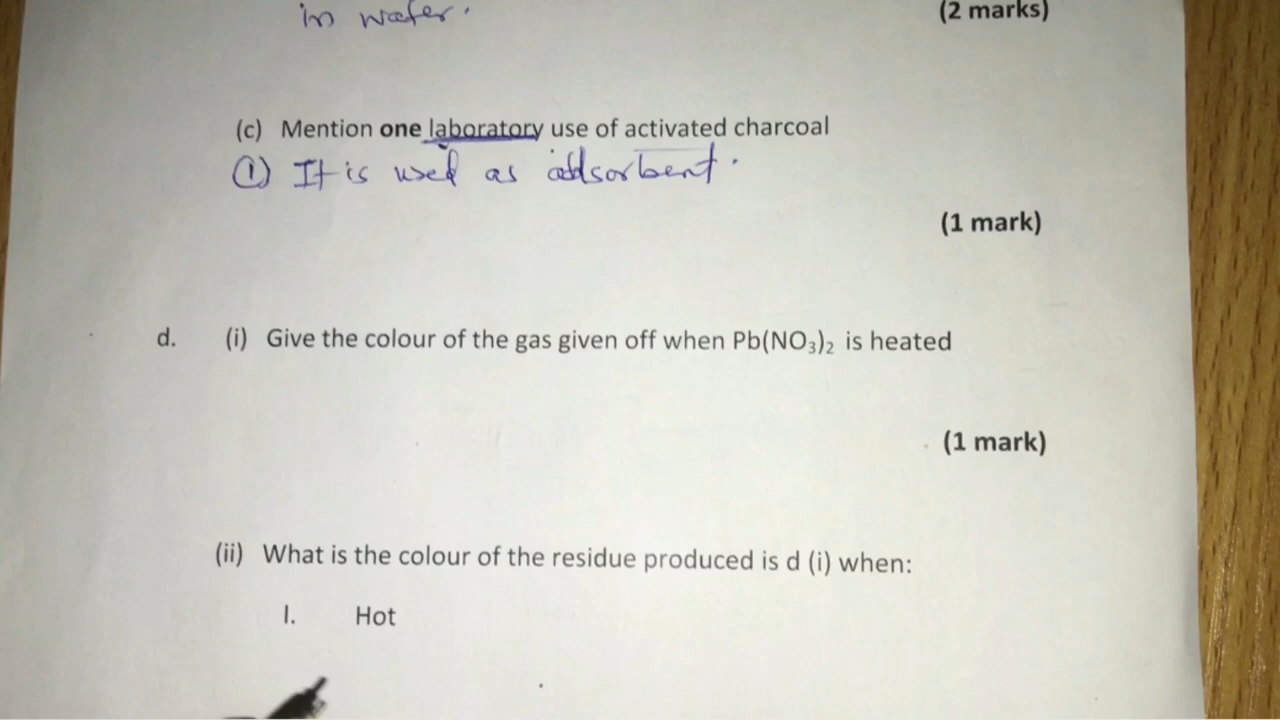 in water.
(2 marks)
(c) Mention one laboratory use of activated charcoal
① It is used as adsorbent.
(1 mark)
d. (i) Give the colour of the gas given off when Pb(NO₃)₂ is heated
(1 mark)
(ii) What is the colour of the residue produced is d (i) when:
I. Hot